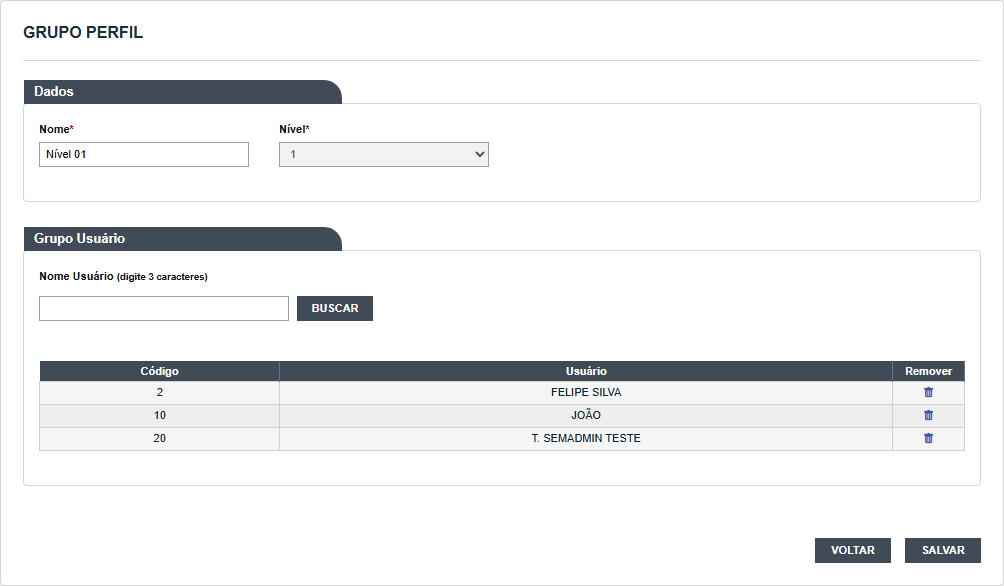 GRUPO PERFIL
Dados
Nome* Nível*
Nível 01 1
Grupo Usuário
Nome Usuário (digite 3 caracteres)
BUSCAR
Código Usuário Remover
2 FELIPE SILVA
10 JOÃO
20 T. SEMADMIN TESTE
VOLTAR SALVAR